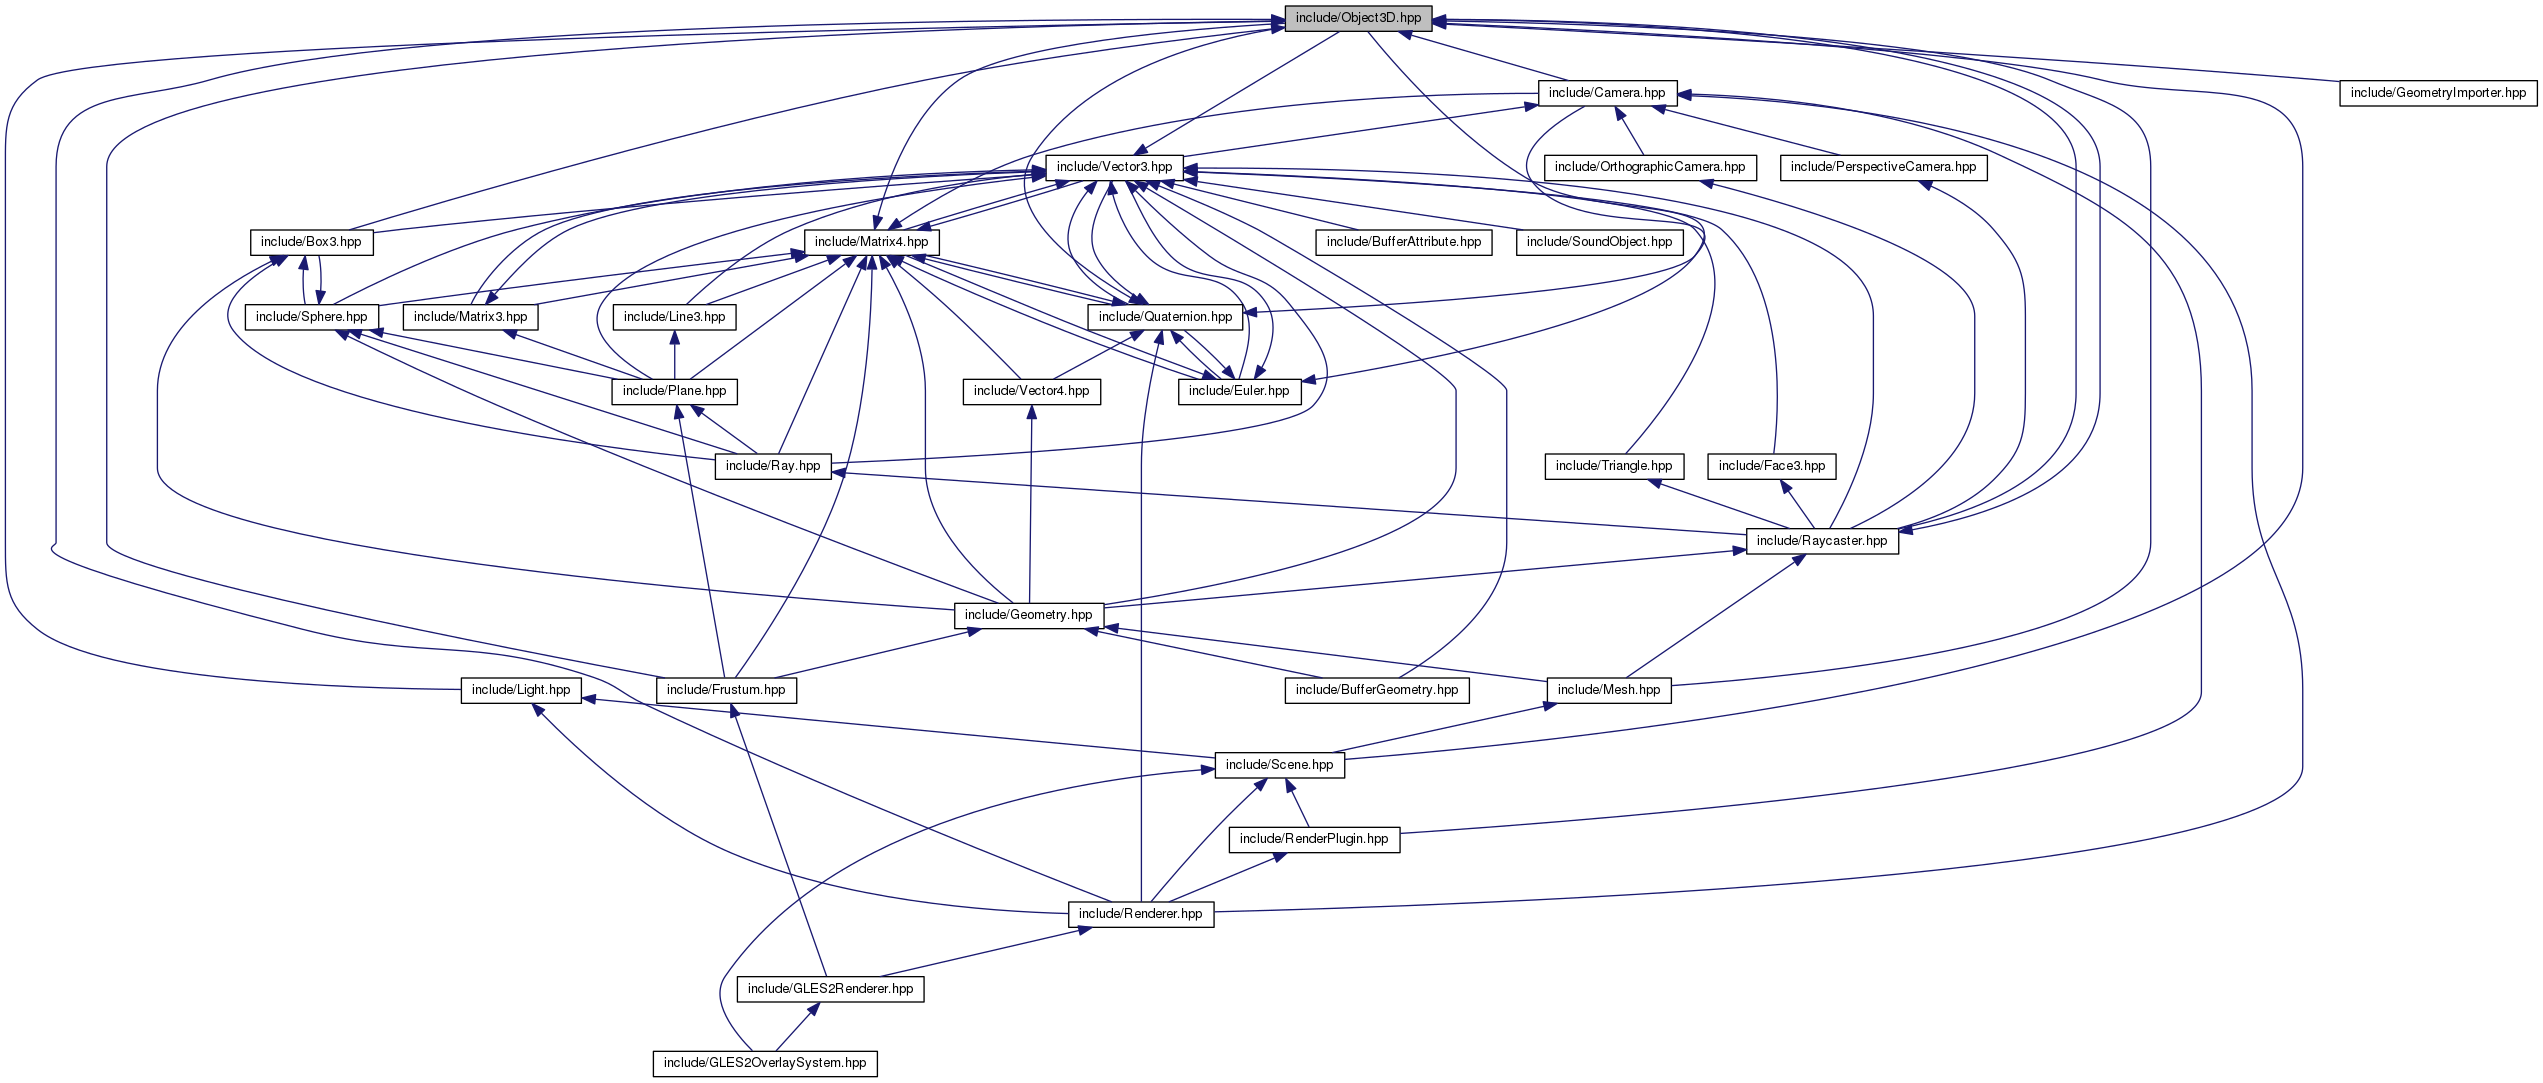 include/Object3D.hpp
include/Camera.hpp
include/GeometryImporter.hpp
include/Vector3.hpp
include/OrthographicCamera.hpp
include/PerspectiveCamera.hpp
include/Box3.hpp
include/Matrix4.hpp
include/BufferAttribute.hpp
include/SoundObject.hpp
include/Sphere.hpp
include/Matrix3.hpp
include/Line3.hpp
include/Quaternion.hpp
include/Plane.hpp
include/Vector4.hpp
include/Euler.hpp
include/Ray.hpp
include/Triangle.hpp
include/Face3.hpp
include/Raycaster.hpp
include/Geometry.hpp
include/Light.hpp
include/Frustum.hpp
include/BufferGeometry.hpp
include/Mesh.hpp
include/Scene.hpp
include/RenderPlugin.hpp
include/Renderer.hpp
include/GLES2Renderer.hpp
include/GLES2OverlaySystem.hpp